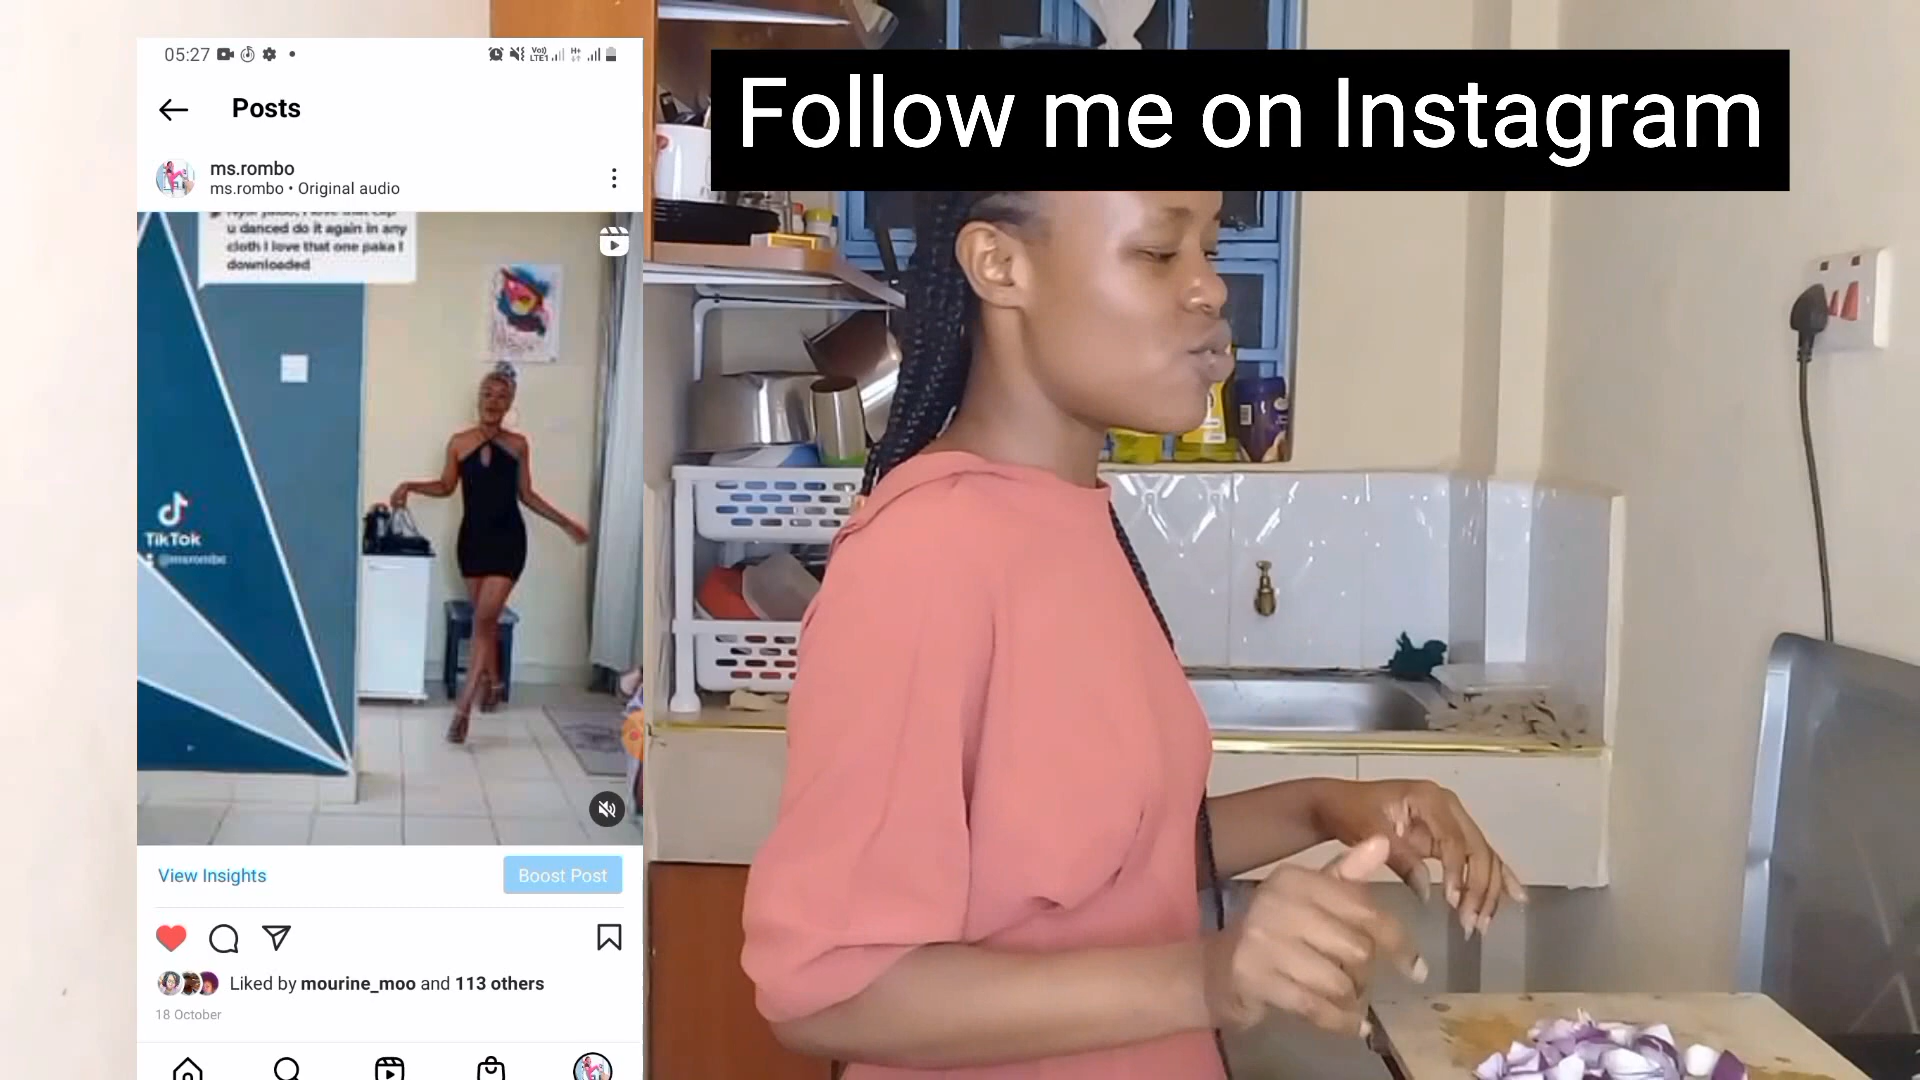 Follow me on Instagram
05:27
Posts
ms.rombo
ms.rombo • Original audio
u danced do it again in any
cloth I love that one paka I
downloaded
TikTok
@msrombo
View Insights
Boost Post
Liked by mourine_moo and 113 others
18 October